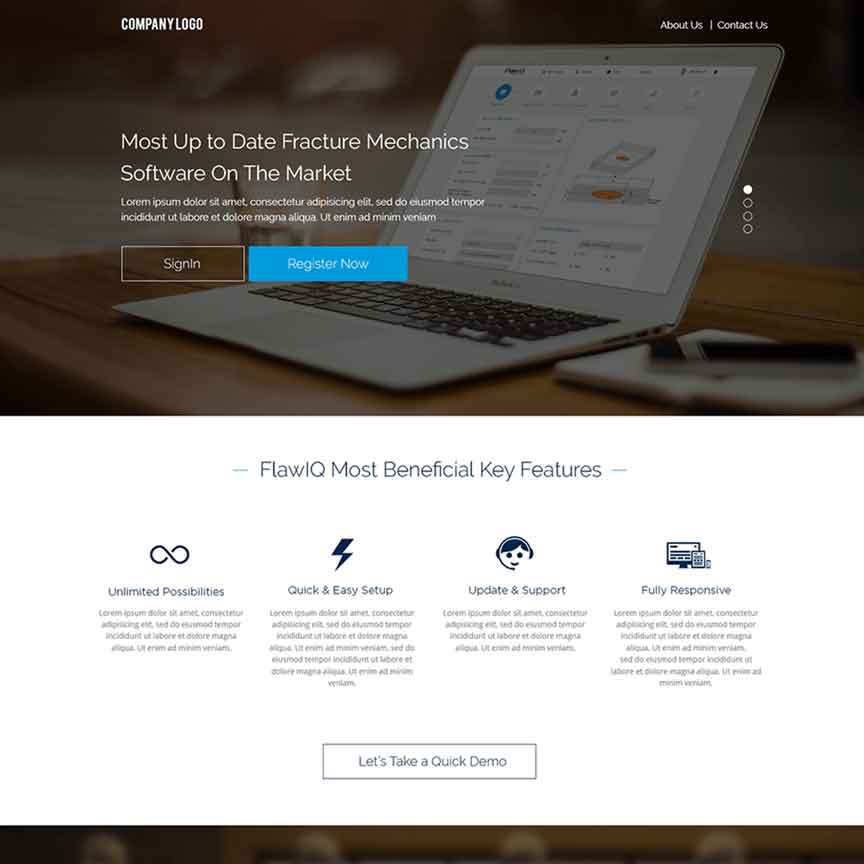 COMPANY LOGO
About Us | Contact Us
Most Up to Date Fracture Mechanics
Software On The Market
Lorem ipsum dolor sit amet, consectetur adipisicing elit, sed do eiusmod tempor
incididunt ut labore et dolore magna aliqua. Ut enim ad minim veniam
SignIn
Register Now
FlawIQ
FlawIQ Most Beneficial Key Features
Unlimited Possibilities
Lorem ipsum dolor sit amet, consectetur
adipisicing elit, sed do eiusmod tempor
incididunt ut labore et dolore magna
aliqua. Ut enim ad minim veniam,
Quick & Easy Setup
Lorem ipsum dolor sit amet, consectetur
adipisicing elit, sed do eiusmod tempor
incididunt ut labore et dolore magna
aliqua. Ut enim ad minim veniam, sed do
eiusmod tempor incididunt ut labore et
dolore magna aliqua. Ut enim ad minim
veniam,
Update & Support
Lorem ipsum dolor sit amet, consectetur
adipisicing elit, sed do eiusmod tempor
incididunt ut labore et dolore magna
aliqua. Ut enim ad minim veniam,
Fully Responsive
Lorem ipsum dolor sit amet, consectetur
adipisicing elit, sed do eiusmod tempor
incididunt ut labore et dolore magna
aliqua. Ut enim ad minim veniam,
sed do eiusmod tempor incididunt ut
labore et dolore magna aliqua. Ut enim ad
minim veniam,
Let's Take a Quick Demo